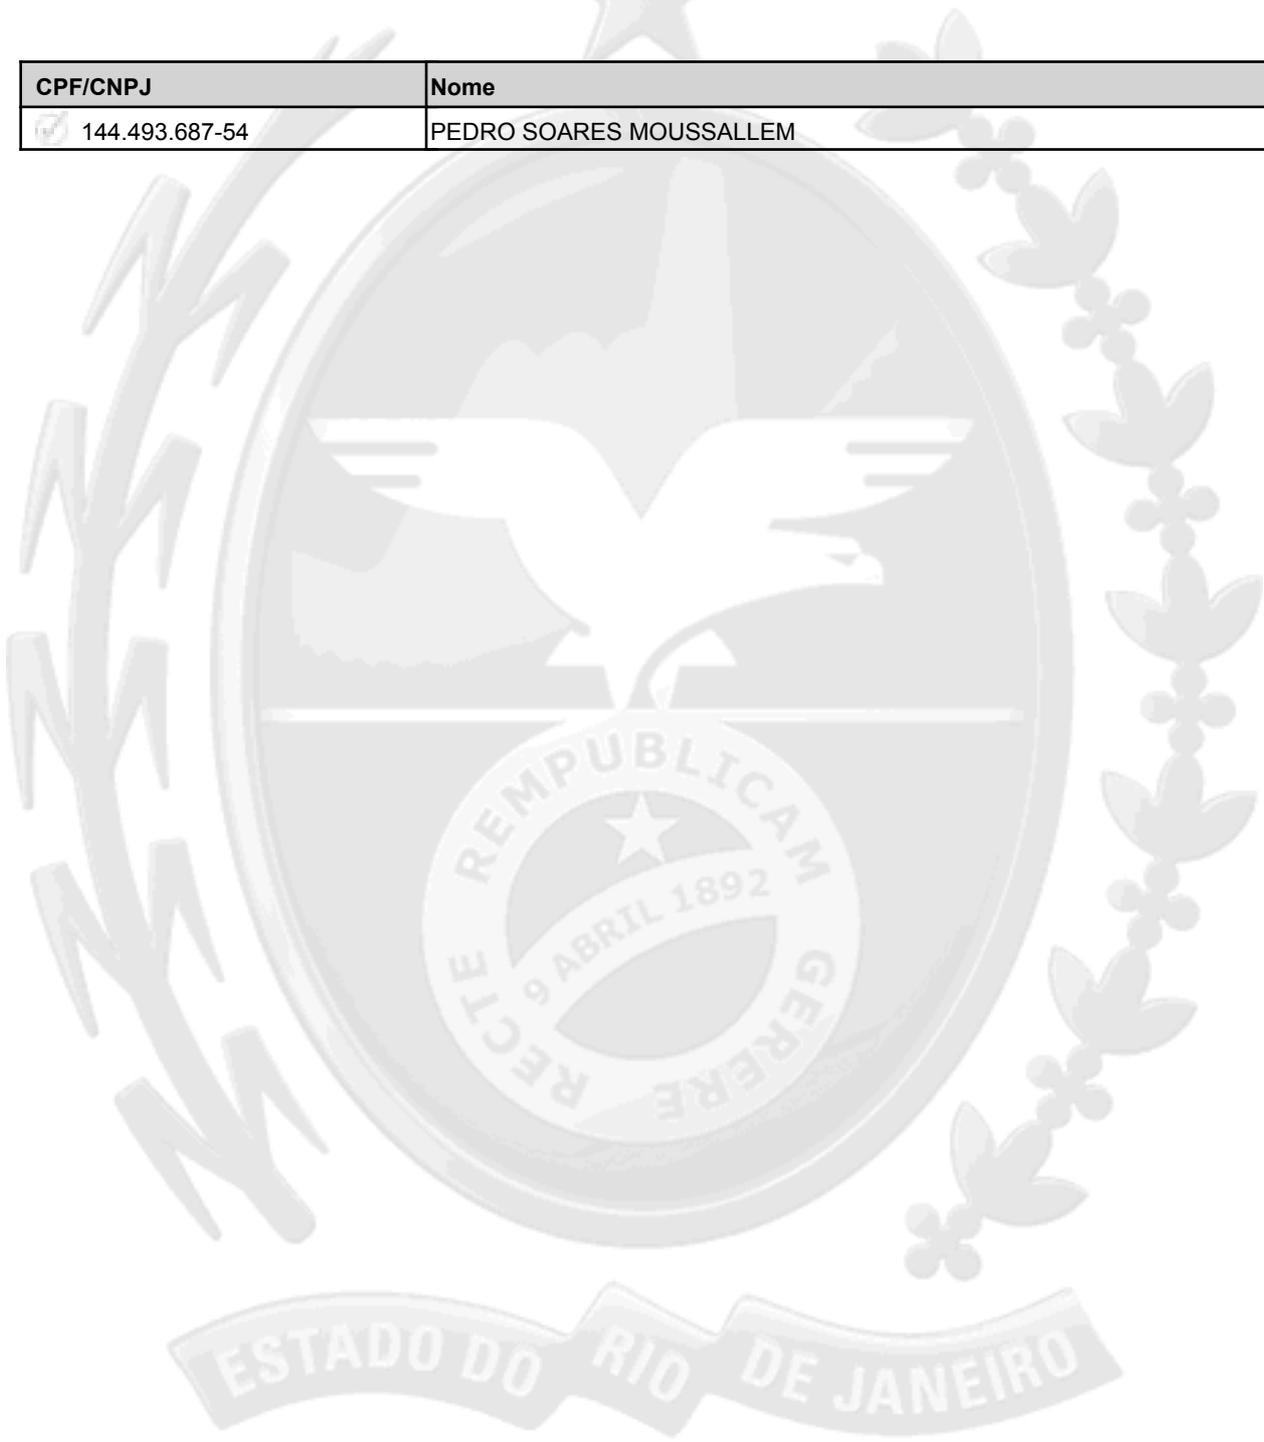 CPF/CNPJ Nome
144.493.687-54 PEDRO SOARES MOUSSALLEM
REMPUBLICAM
9 ABRIL 1892
RECTE GERERE
ESTADO DO RIO DE JANEIRO